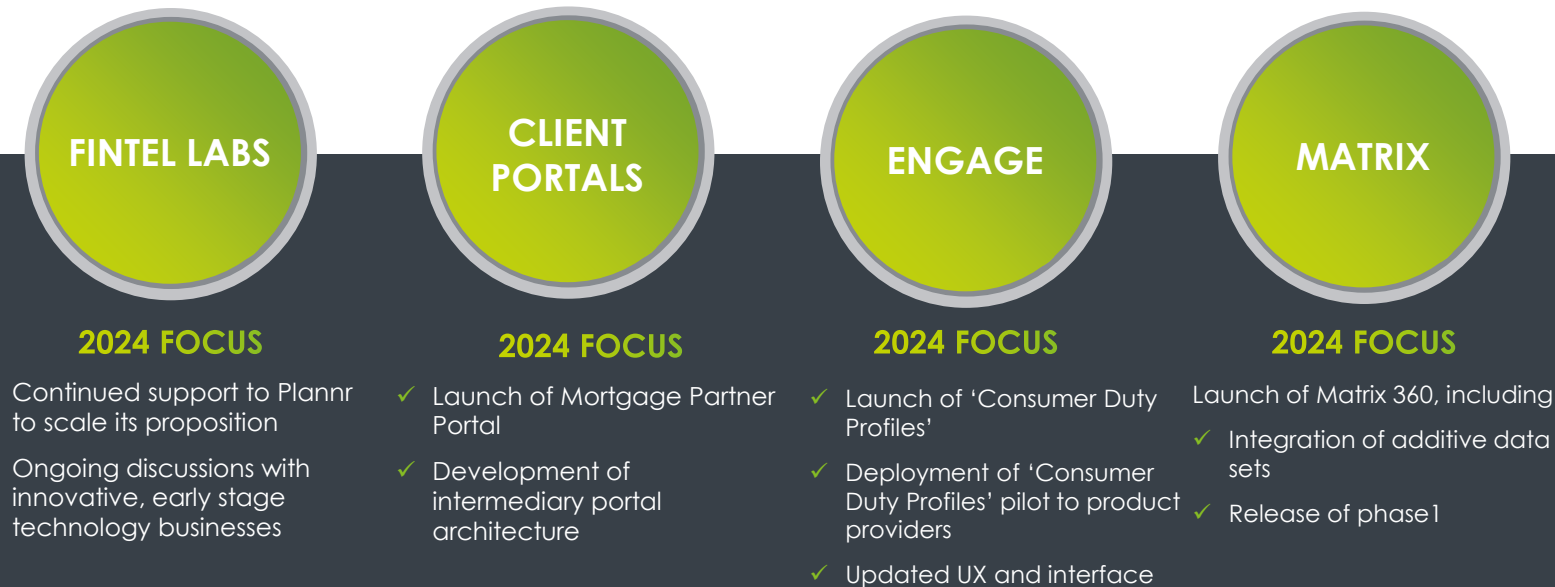 FINTEL LABS
2024 FOCUS
Continued support to Plannr
to scale its proposition
Ongoing discussions with
innovative, early stage
technology businesses
CLIENT
PORTALS
2024 FOCUS
✓ Launch of Mortgage Partner
Portal
✓ Development of
intermediary portal
architecture
ENGAGE
2024 FOCUS
✓ Launch of ‘Consumer Duty
Profiles’
✓ Deployment of ‘Consumer
Duty Profiles’ pilot to product
providers
✓ Updated UX and interface
MATRIX
2024 FOCUS
Launch of Matrix 360, including
✓ Integration of additive data
sets
✓ Release of phase1